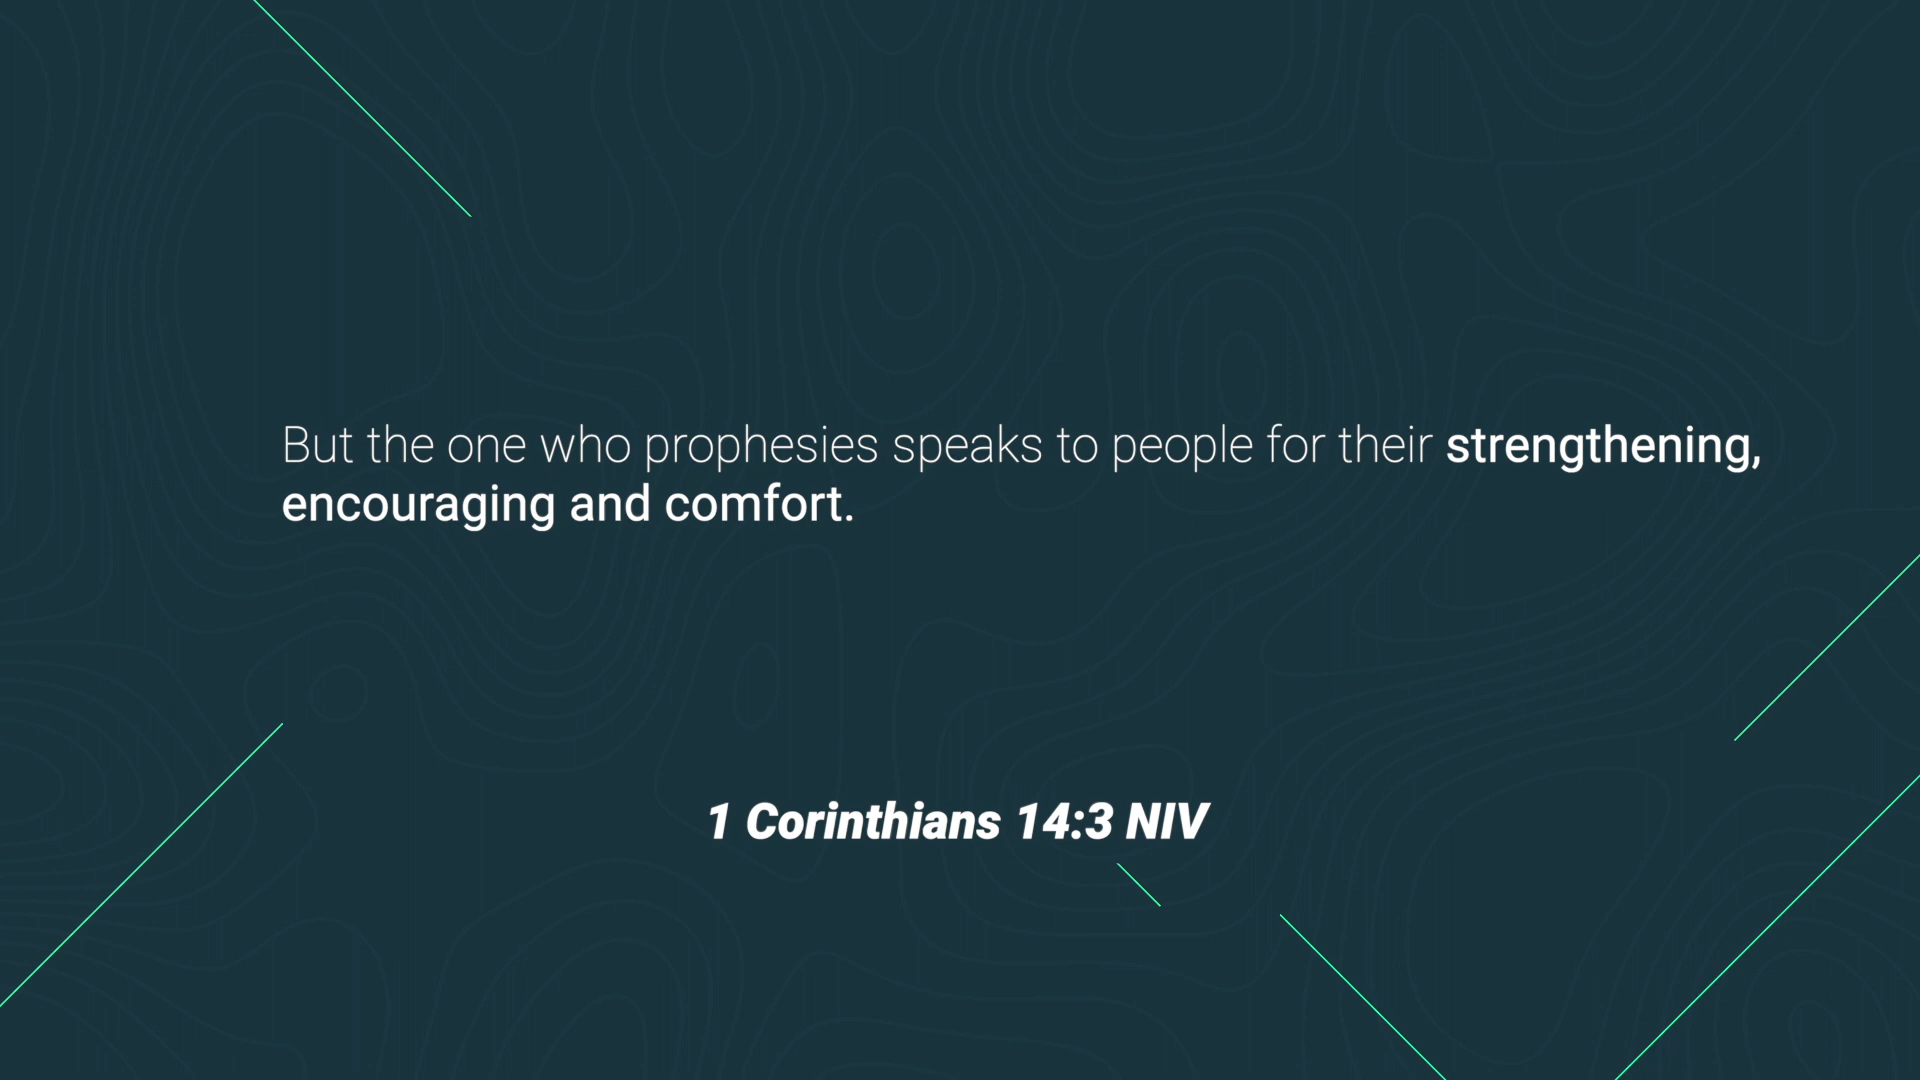 But the one who prophesies speaks to people for their strengthening,
encouraging and comfort.
1 Corinthians 14:3 NIV